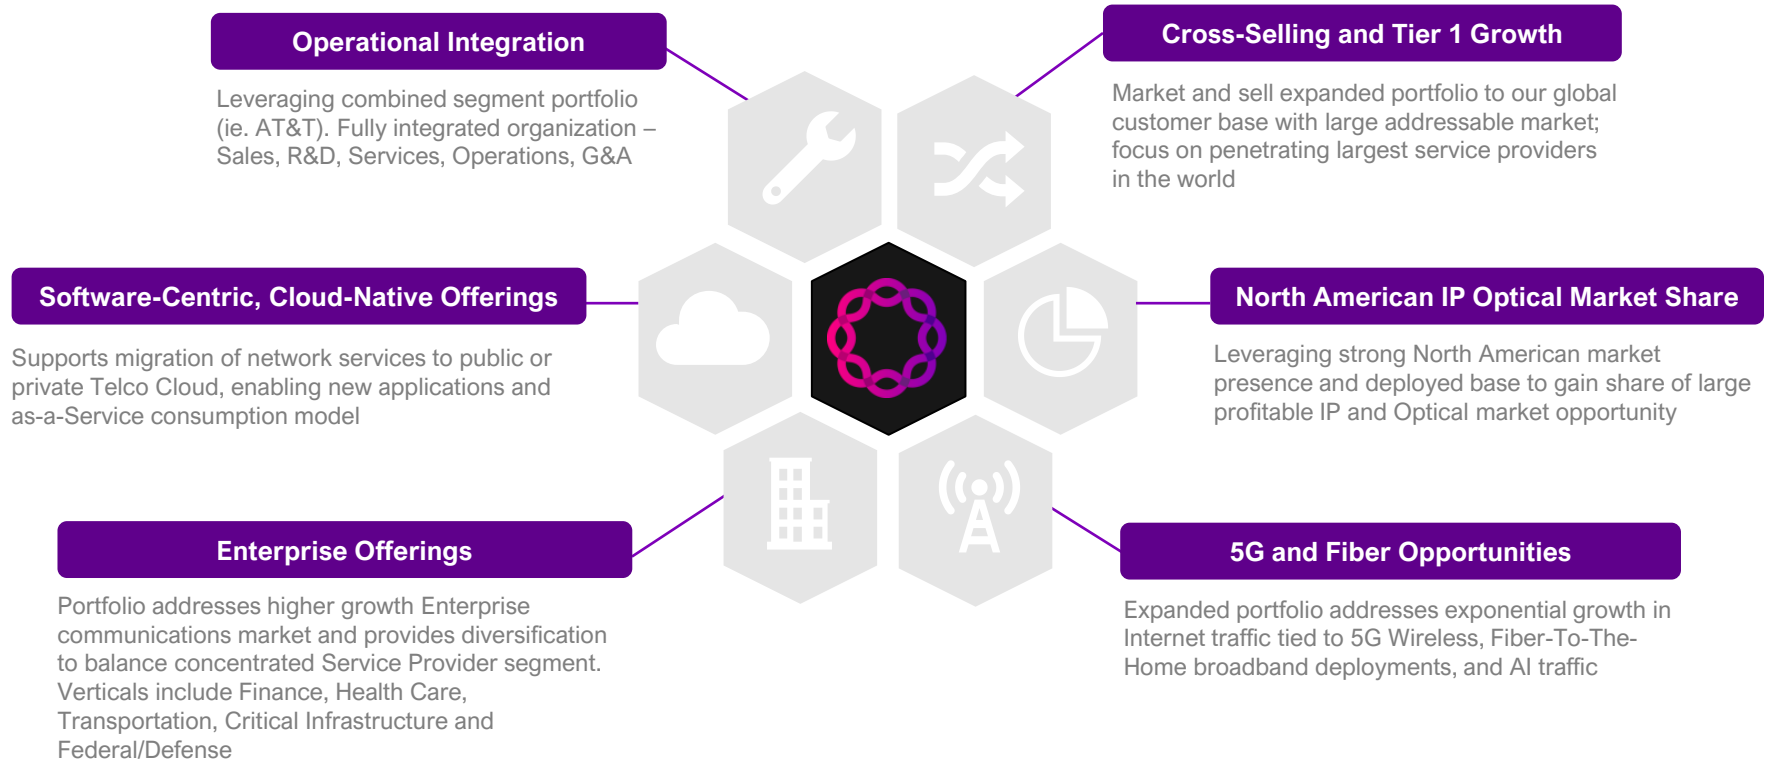 Operational Integration
Leveraging combined segment portfolio
(ie. AT&T). Fully integrated organization –
Sales, R&D, Services, Operations, G&A
Cross-Selling and Tier 1 Growth
Market and sell expanded portfolio to our global
customer base with large addressable market;
focus on penetrating largest service providers
in the world
Software-Centric, Cloud-Native Offerings
Supports migration of network services to public or
private Telco Cloud, enabling new applications and
as-a-Service consumption model
North American IP Optical Market Share
Leveraging strong North American market
presence and deployed base to gain share of large
profitable IP and Optical market opportunity
Enterprise Offerings
Portfolio addresses higher growth Enterprise
communications market and provides diversification
to balance concentrated Service Provider segment.
Verticals include Finance, Health Care,
Transportation, Critical Infrastructure and
Federal/Defense
5G and Fiber Opportunities
Expanded portfolio addresses exponential growth in
Internet traffic tied to 5G Wireless, Fiber-To-The-
Home broadband deployments, and AI traffic